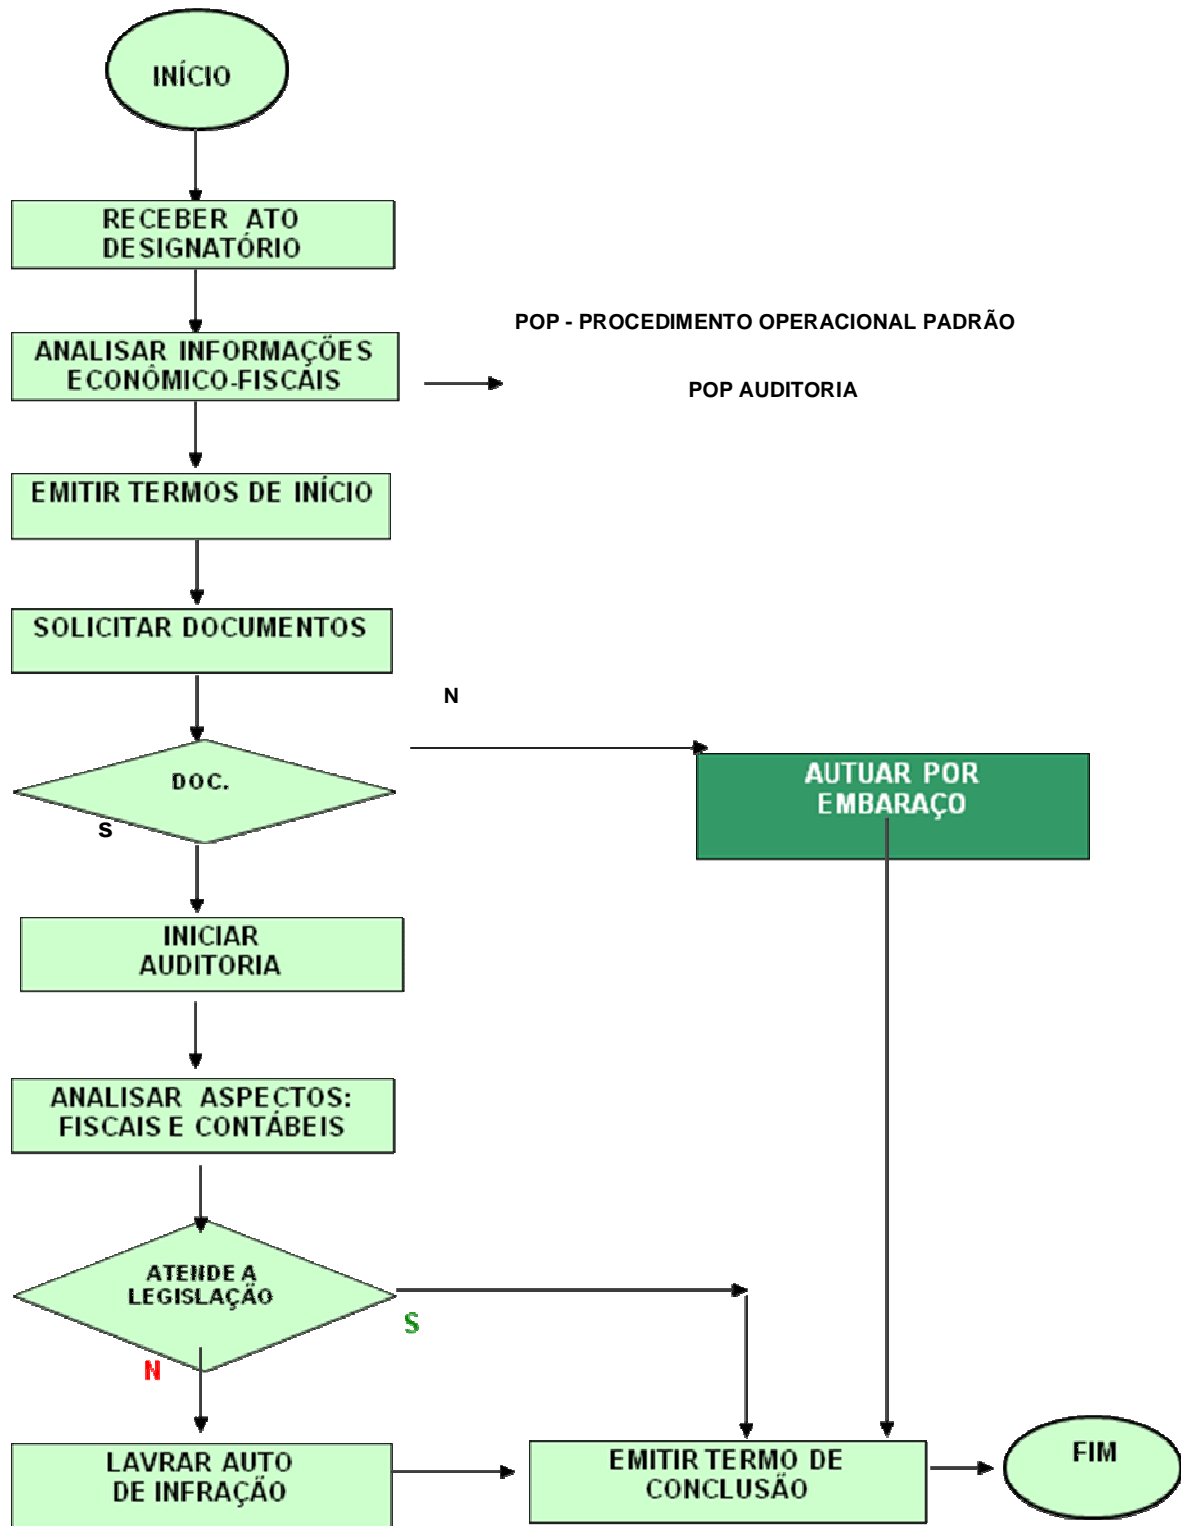 INÍCIO
RECEBER ATO
DESIGNATÓRIO
POP - PROCEDIMENTO OPERACIONAL PADRÃO
ANALISAR INFORMAÇÕES
ECONÔMICO-FISCAIS
POP AUDITORIA
EMITIR TERMOS DE INÍCIO
SOLICITAR DOCUMENTOS
N
DOC.
S
AUTUAR POR
EMBARAÇO
INICIAR
AUDITORIA
ANALISAR ASPECTOS:
FISCAIS E CONTÁBEIS
ATENDE A
LEGISLAÇÃO
S
N
LAVRAR AUTO
DE INFRAÇÃO
EMITIR TERMO DE
CONCLUSÃO
FIM